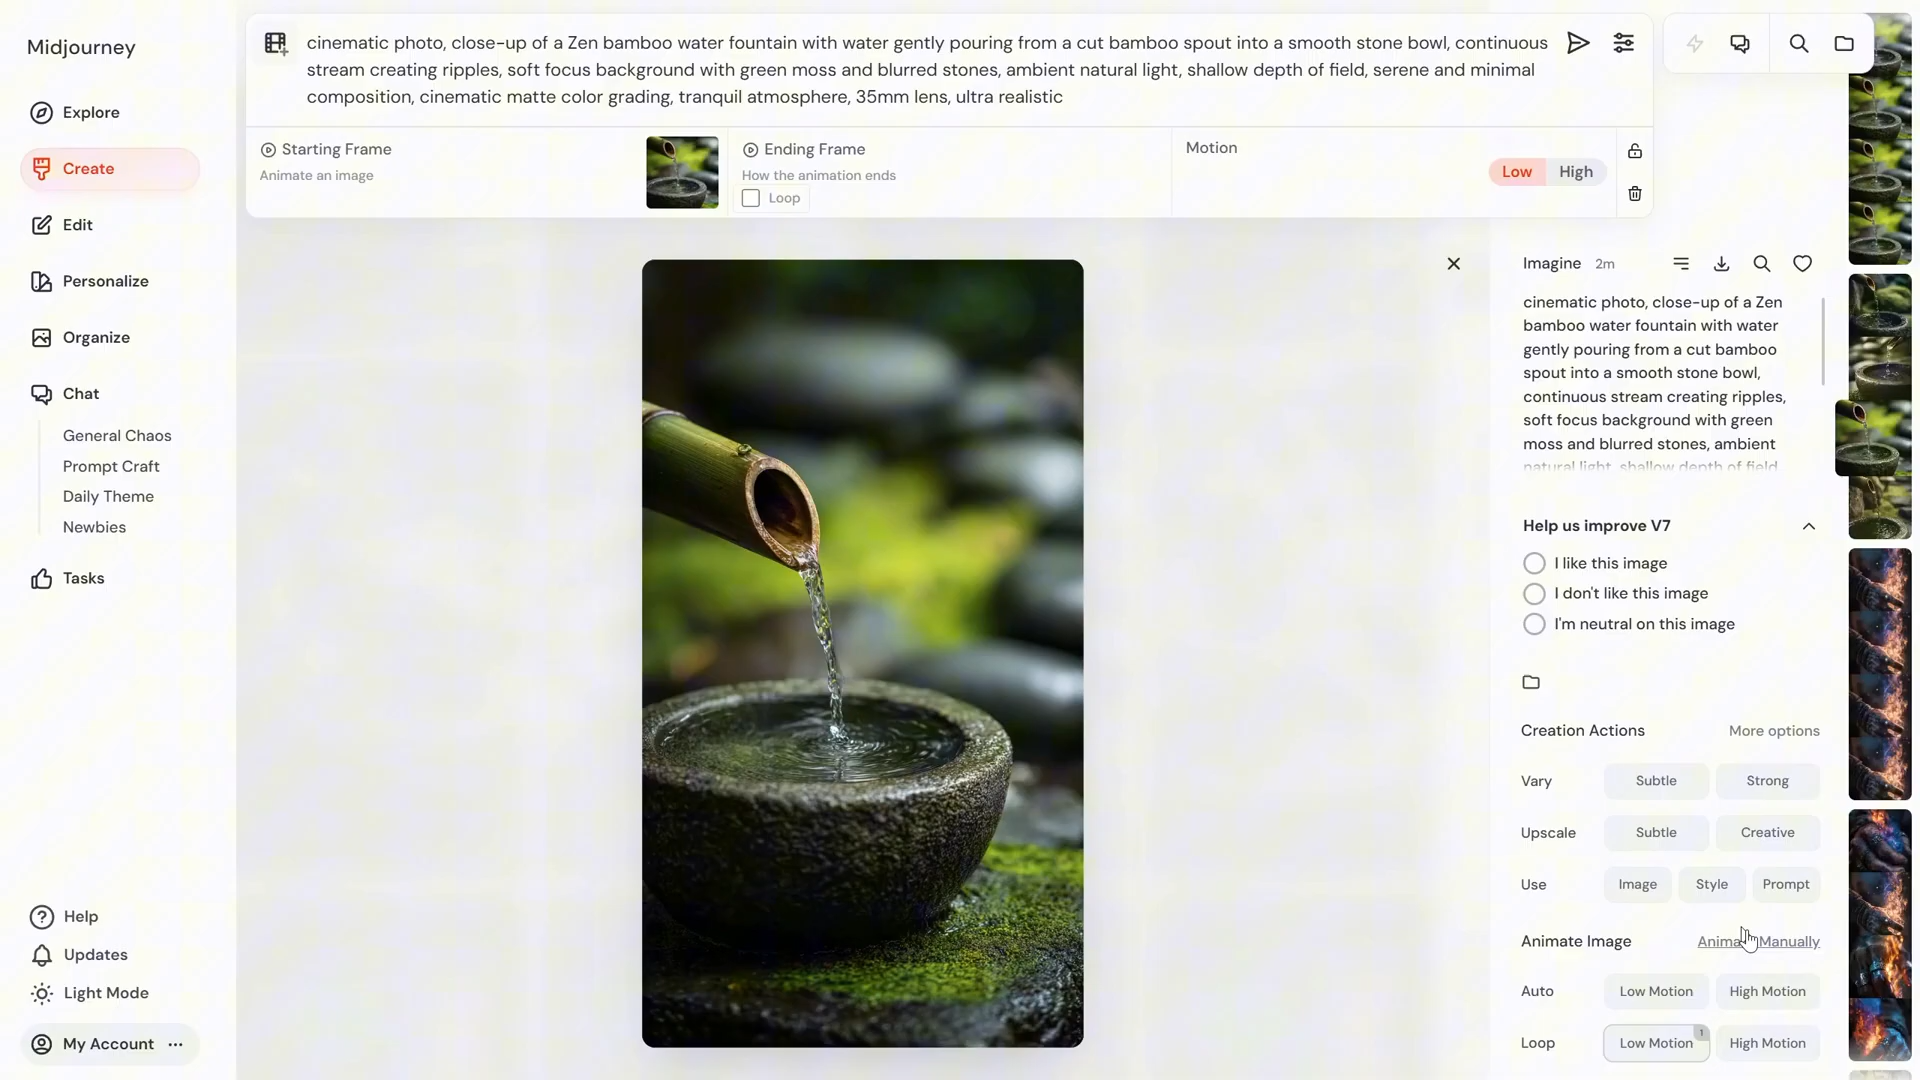 Midjourney
Explore
Create
Edit
Personalize
Organize
Chat
General Chaos
Prompt Craft
Daily Theme
Newbies
Tasks
Help
Updates
Light Mode
My Account
cinematic photo, close-up of a Zen bamboo water fountain with water gently pouring from a cut bamboo spout into a smooth stone bowl, continuous
stream creating ripples, soft focus background with green moss and blurred stones, ambient natural light, shallow depth of field, serene and minimal
composition, cinematic matte color grading, tranquil atmosphere, 35mm lens, ultra realistic
Starting Frame
Animate an image
Ending Frame
How the animation ends
Loop
Motion
Low High
Imagine 2m
cinematic photo, close-up of a Zen
bamboo water fountain with water
gently pouring from a cut bamboo
spout into a smooth stone bowl,
continuous stream creating ripples,
soft focus background with green
moss and blurred stones, ambient
natural light, shallow depth of field
Help us improve V7
I like this image
I don't like this image
I'm neutral on this image
Creation Actions More options
Vary Subtle Strong
Upscale Subtle Creative
Use Image Style Prompt
Animate Image Manually
Auto Low Motion High Motion
Loop Low Motion 1 High Motion